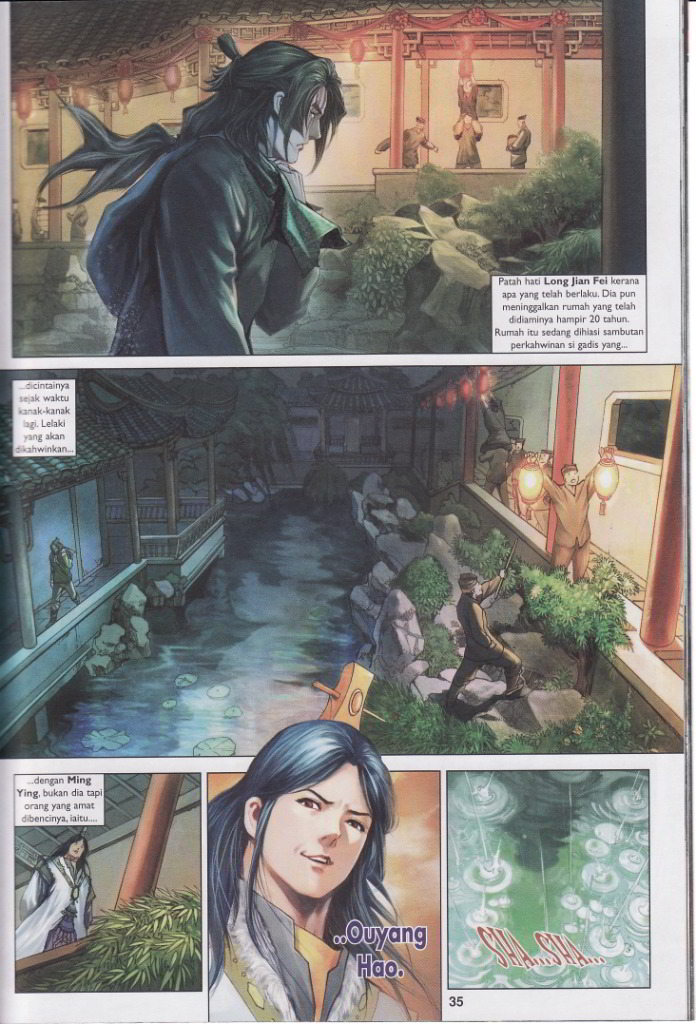 Patah hati Long Jian Fei kerana
apa yang telah berlaku. Dia pun
meninggalkan rumah yang telah
didiaminya hampir 20 tahun.
Rumah itu sedang dihiasi sambutan
perkahwinan si gadis yang...
...dicintainya
sejak waktu
kanak-kanak
lagi. Lelaki
yang akan
dikahwinkan...
...dengan Ming
Ying, bukan dia tapi
orang yang amat
dibencinya, iaitu....
..Ouyang
Hao.
SHA...SHA...
35